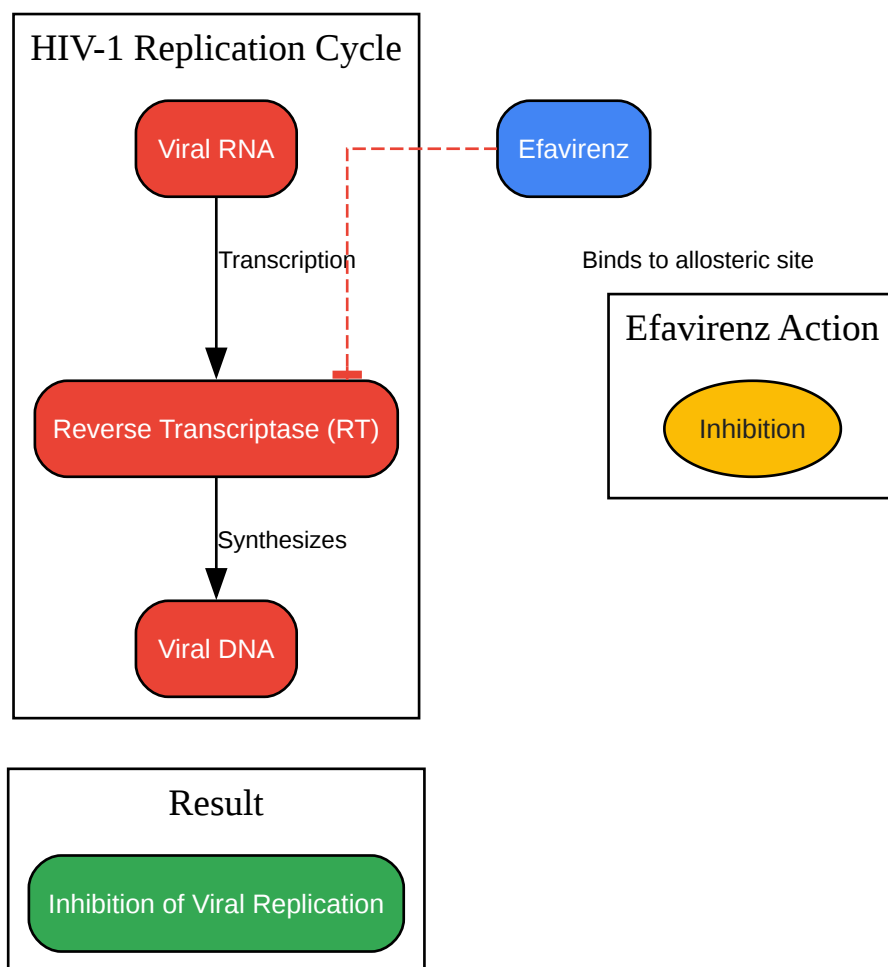 HIV-1 Replication Cycle
Viral RNA
Efavirenz
Transcription
Binds to allosteric site
Efavirenz Action
Reverse Transcriptase (RT)
Inhibition
Synthesizes
Viral DNA
Result
Inhibition of Viral Replication